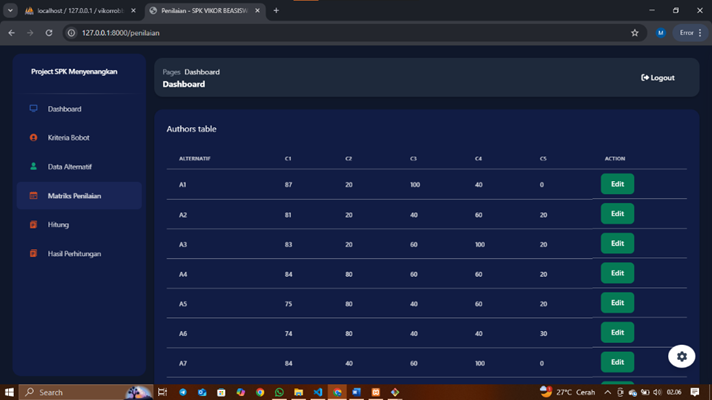 localhost / 127.0.0.1 / vikorrobi
Penilaian - SPK VIKOR BEASISW
127.0.0.1:8000/penilaian
M
Error
Project SPK Menyenangkan
Dashboard
Kriteria Bobot
Data Alternatif
Matriks Penilaian
Hitung
Hasil Perhitungan
Pages Dashboard
Dashboard
Logout
Authors table
ALTERNATIF C1 C2 C3 C4 C5 ACTION
A1 87 20 100 40 0 Edit
A2 81 20 40 60 20 Edit
A3 83 20 60 100 20 Edit
A4 84 80 60 60 20 Edit
A5 75 80 40 60 20 Edit
A6 74 80 40 40 30 Edit
A7 84 40 60 100 0 Edit
Search
27°C Cerah
02.06